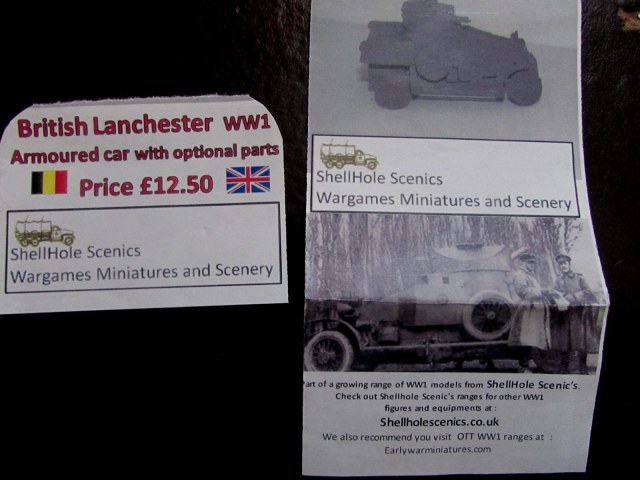 British Lanchester WW1
Armoured car with optional parts
Price £12.50
ShellHole Scenics
Wargames Miniatures and Scenery
ShellHole Scenics
Wargames Miniatures and Scenery
art of a growing range of WW1 models from ShellHole Scenic's.
Check out Shellhole Scenic's ranges for other WW1
figures and equipments at :
Shellholescenics.co.uk
We also recommend you visit OTT WW1 ranges at :
Earlywarminiatures.com